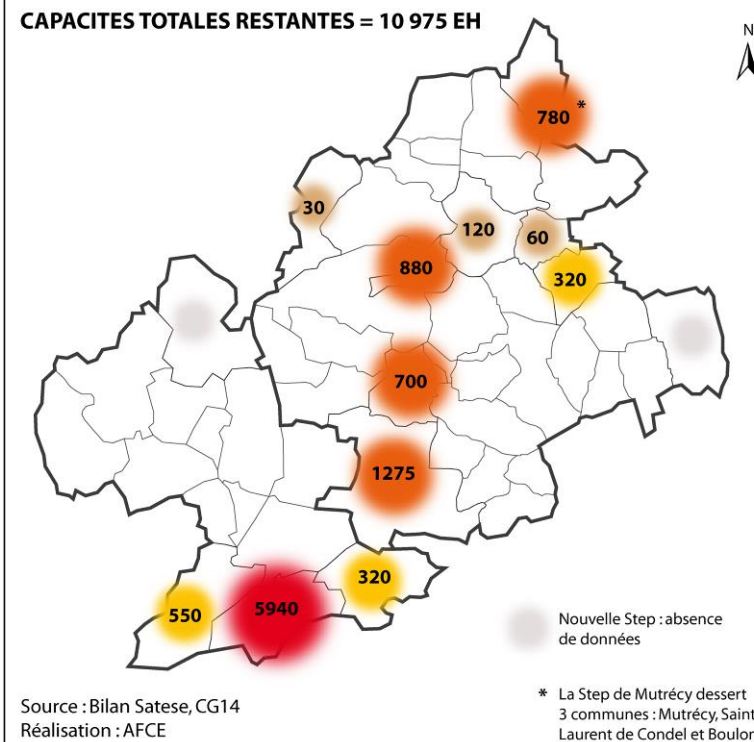 CAPACITES TOTALES RESTANTES = 10 975 EH
N
780 *
30
120
60
880
320
700
1275
320
550
5940
Nouvelle Step : absence
de données
Source : Bilan Satese, CG14
Réalisation : AFCE
* La Step de Mutrécy dessert
3 communes : Mutrécy, Saint
Laurent de Condel et Boulon